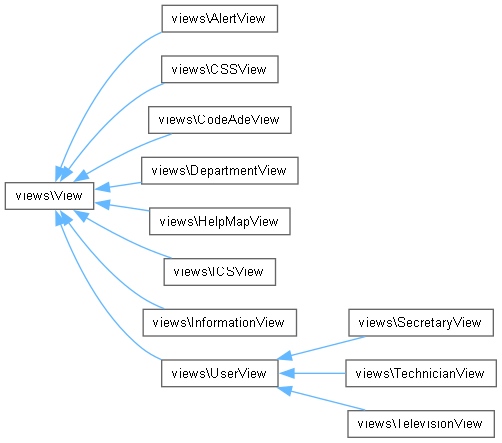 views\AlertView
views\CSSView
views\CodeAdeView
views\DepartmentView
views\View
views\HelpMapView
views\ICSView
views\InformationView
views\SecretaryView
views\UserView
views\TechnicianView
views\TelevisionView